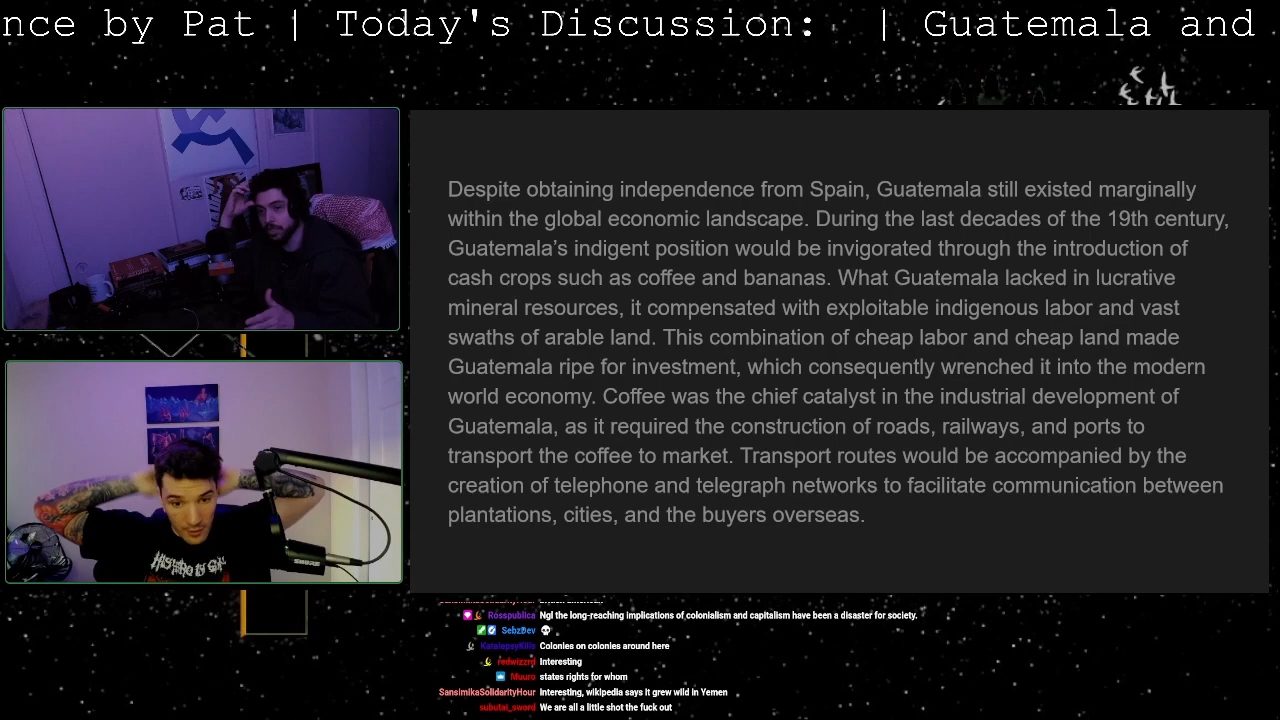 nce by Pat | Today's Discussion: | Guatemala and
Despite obtaining independence from Spain, Guatemala still existed marginally
within the global economic landscape. During the last decades of the 19th century,
Guatemala's indigent position would be invigorated through the introduction of
cash crops such as coffee and bananas. What Guatemala lacked in lucrative
mineral resources, it compensated with exploitable indigenous labor and vast
swaths of arable land. This combination of cheap labor and cheap land made
Guatemala ripe for investment, which consequently wrenched it into the modern
world economy. Coffee was the chief catalyst in the industrial development of
Guatemala, as it required the construction of roads, railways, and ports to
transport the coffee to market. Transport routes would be accompanied by the
creation of telephone and telegraph networks to facilitate communication between
plantations, cities, and the buyers overseas.
SHURE
Rosspublica Ngl the long-reaching implications of colonialism and capitalism have been a disaster for society.
SebzDev 💀
KatalepsyKills Colonies on colonies around here
redwizzrd Interesting
Muuro states rights for whom
SansimikaSolidarityHour Interesting, wikipedia says it grew wild in Yemen
subutai_sword We are all a little shot the fuck out